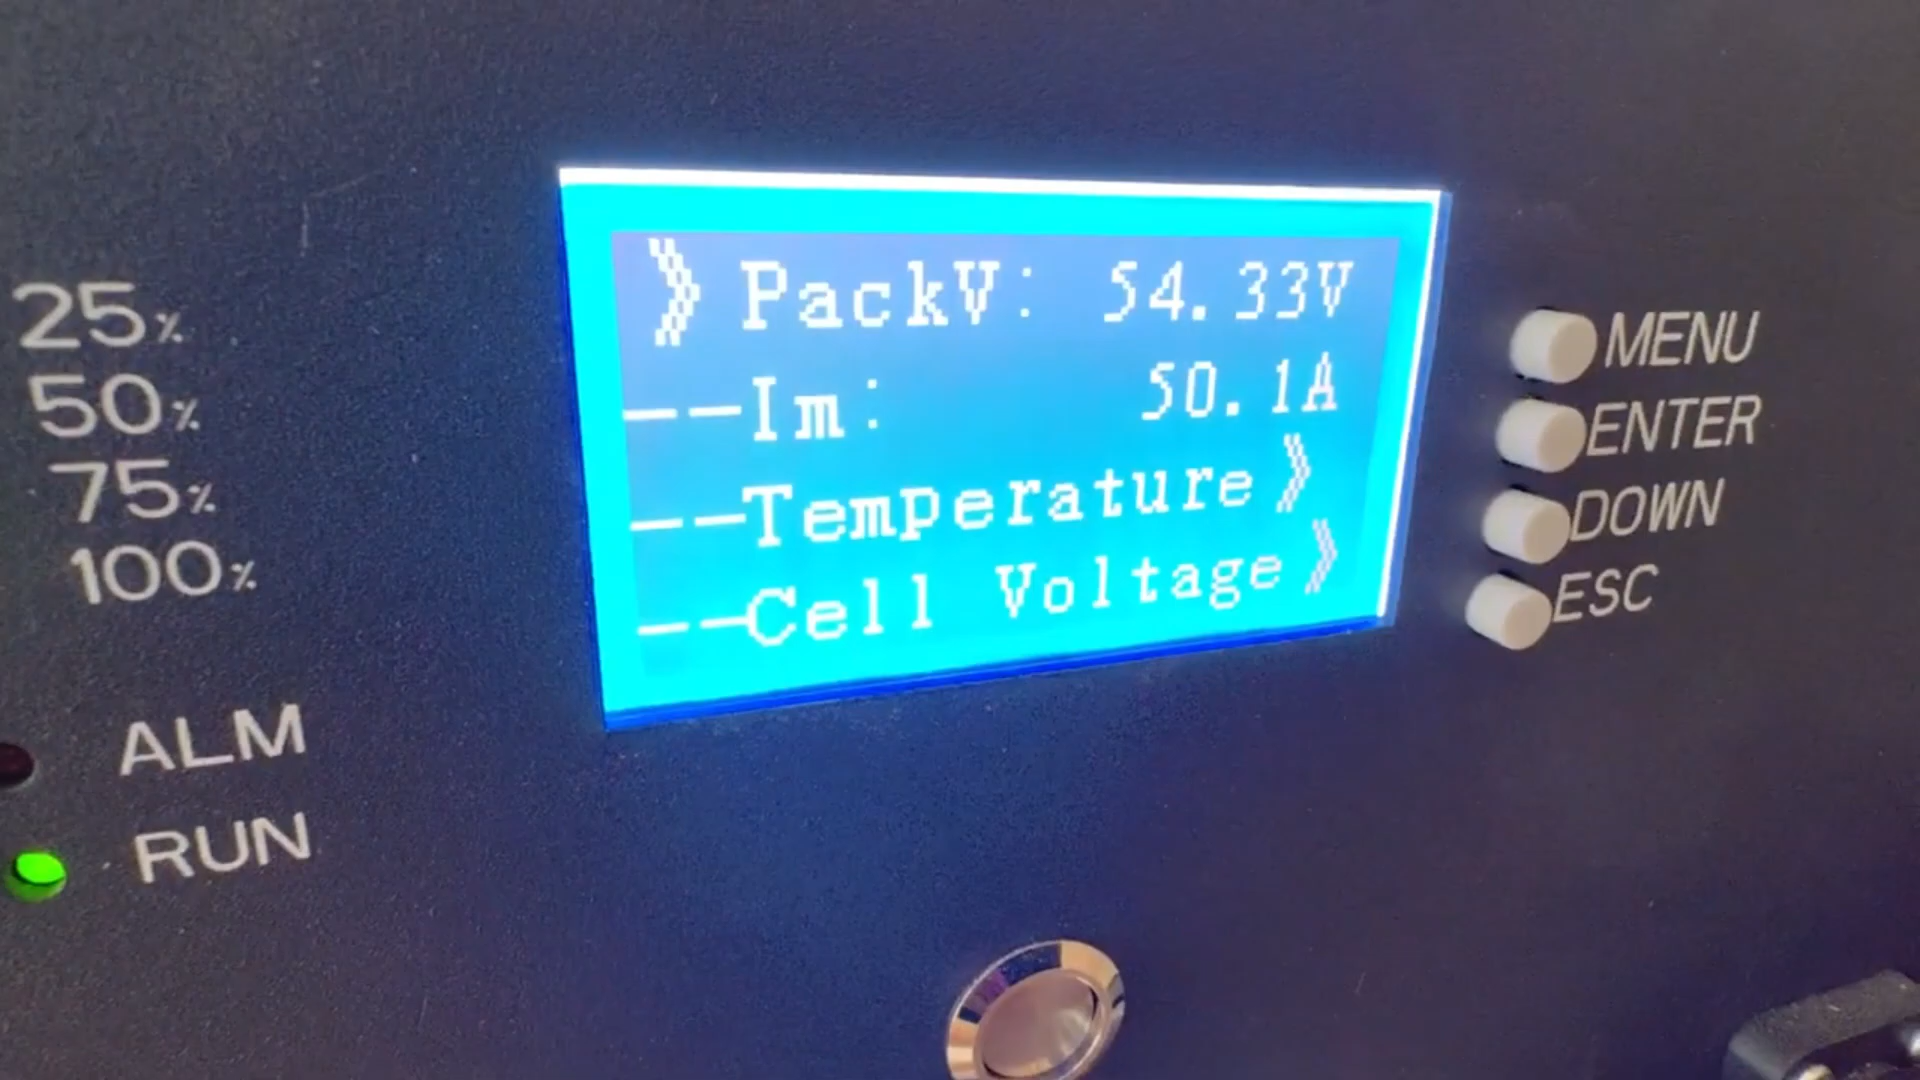 25%
50%
75%
100%
ALM
RUN
》PackV: 54.33V
--Im: 50.1A
--Temperature》
--Cell Voltage》
MENU
ENTER
DOWN
ESC